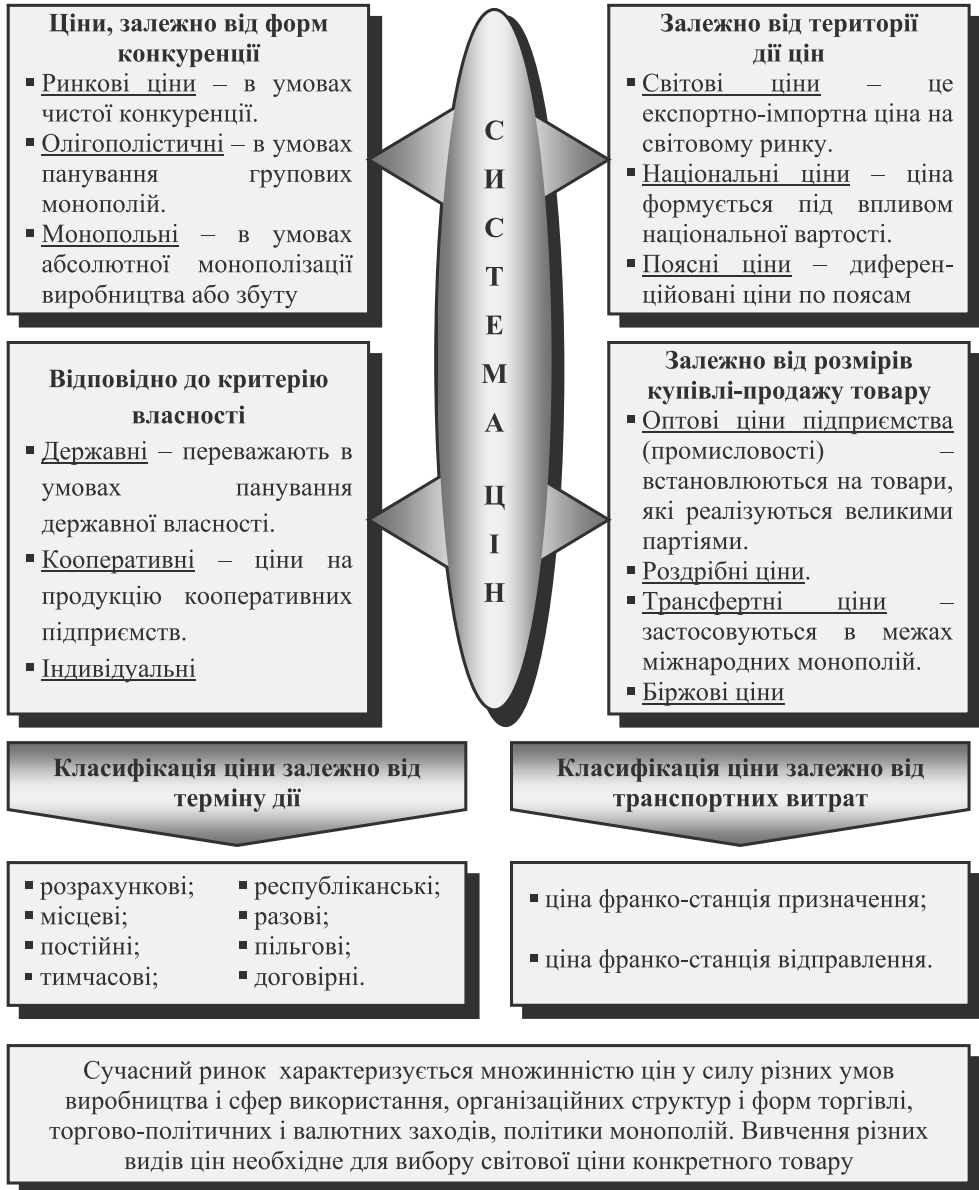 Ціни, залежно від форм
конкуренції
▪ Ринкові ціни – в умовах
чистої конкуренції.
▪ Олігополістичні – в умовах
панування групових
монополій.
▪ Монопольні – в умовах
абсолютної монополізації
виробництва або збуту
СИСТЕМА ЦІН
Залежно від території
дії цін
▪ Світові ціни – це
експортно-імпортна ціна на
світовому ринку.
▪ Національні ціни – ціна
формується під впливом
національної вартості.
▪ Поясні ціни – диферен-
ційовані ціни по поясам
Відповідно до критерію
власності
▪ Державні – переважають в
умовах панування
державної власності.
▪ Кооперативні – ціни на
продукцію кооперативних
підприємств.
▪ Індивидуальні
Залежно від розмірів
купівлі-продажу товару
▪ Оптові ціни підприємства
(промисловості) –
встановлюються на товари,
які реалізуються великими
партіями.
▪ Роздрібні ціни.
▪ Трансфертні ціни –
застосовуються в межах
міжнародних монополій.
▪ Біржові ціни
Класифікація ціни залежно від
терміну дії
▪ розрахункові;
▪ місцеві;
▪ постійні;
▪ тимчасові;
▪ республіканські;
▪ разові;
▪ пільгові;
▪ договірні.
Класифікація ціни залежно від
транспортних витрат
▪ ціна франко-станція призначення;
▪ ціна франко-станція відправлення.
Сучасний ринок характеризується множинністю цін у силу різних умов
виробництва і сфер використання, організаційних структур і форм торгівлі,
торгово-політичних і валютних заходів, політики монополій. Вивчення різних
видів цін необхідне для вибору світової ціни конкретного товару